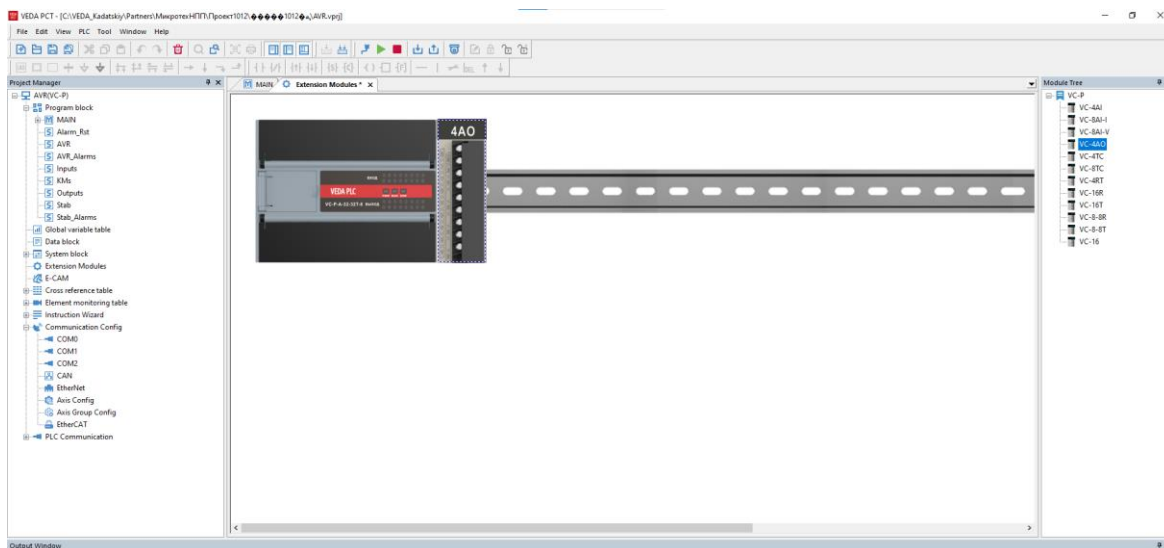 VEDA PCT - [C:\VEDA_Kadatskiy\Partners\МикротехНПП\Проект1012\�����1012�д\AVR.vprj]
File Edit View PLC Tool Window Help
Project Manager
MAIN
Extension Modules *
Module Tree
AVR(VC-P)
Program block
MAIN
Alarm_Rst
AVR
AVR_Alarms
Inputs
KMs
Outputs
Stab
Stab_Alarms
Global variable table
Data block
System block
Extension Modules
E-CAM
Cross reference table
Element monitoring table
Instruction Wizard
Communication Config
COM0
COM1
COM2
CAN
EtherNet
Axis Config
Axis Group Config
EtherCAT
PLC Communication
4AO
VEDA PLC
VC-P
VC-4AI
VC-8AI-I
VC-8AI-V
VC-4AO
VC-4TC
VC-8TC
VC-4RT
VC-16R
VC-16T
VC-8-8R
VC-8-8T
VC-16
Output Window